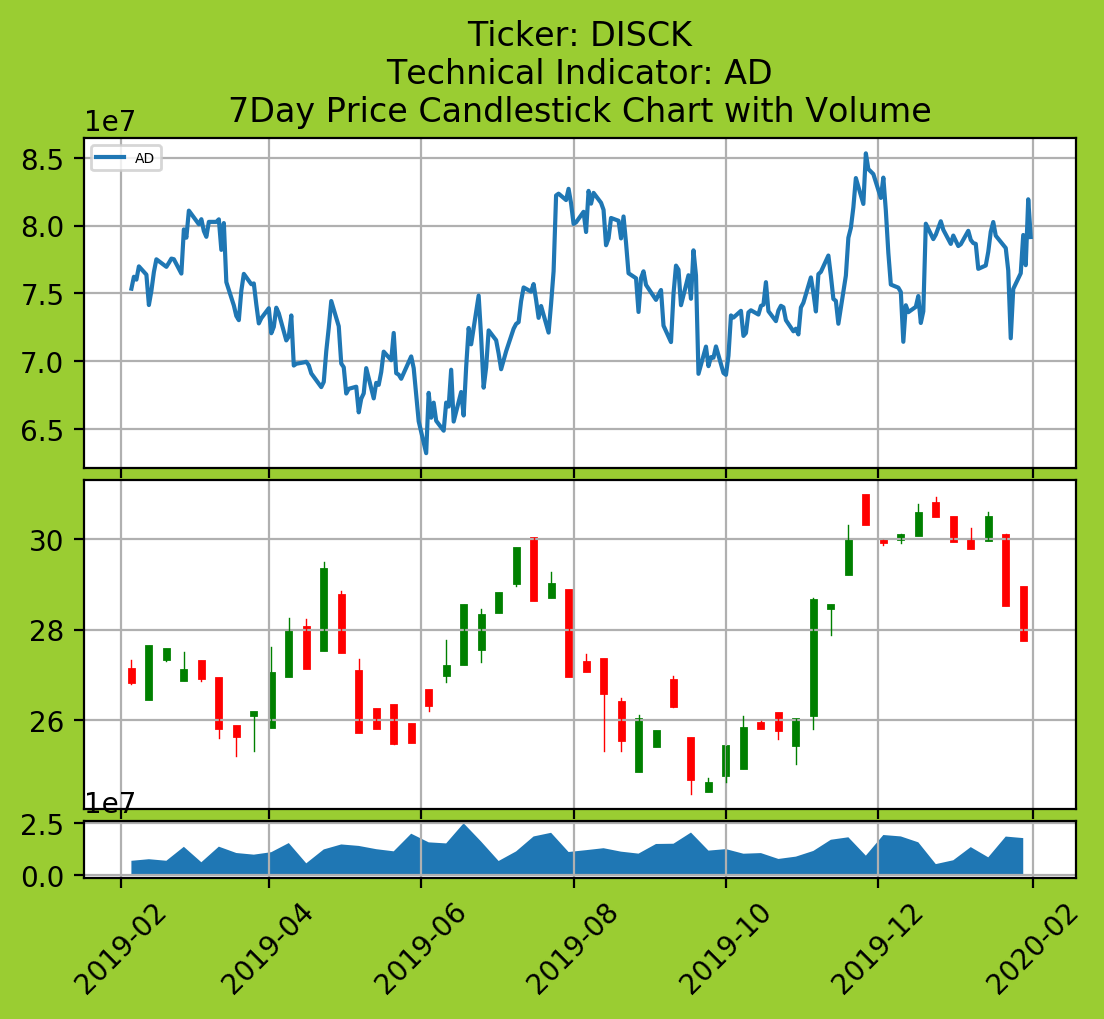 Ticker: DISCK
Technical Indicator: AD
7Day Price Candlestick Chart with Volume
1e7
8.5
AD
8.0
7.5
7.0
6.5
30
28
26
1e7
2.5
0.0
2019-02
2019-04
2019-06
2019-08
2019-10
2019-12
2020-02